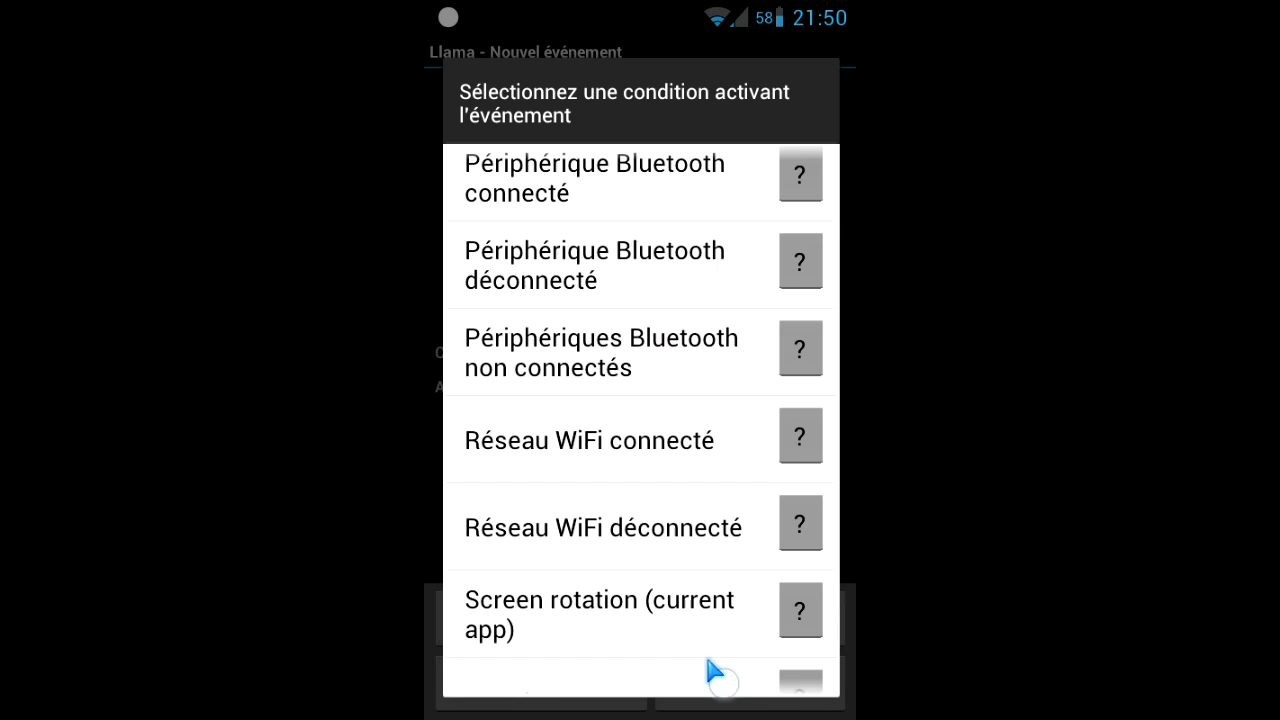 58 21:50
Llama - Nouvel événement
Sélectionnez une condition activant
l'événement
Périphérique Bluetooth
connecté
?
Périphérique Bluetooth
déconnecté
?
Périphériques Bluetooth
non connectés
?
Réseau WiFi connecté
?
Réseau WiFi déconnecté
?
Screen rotation (current
app)
?